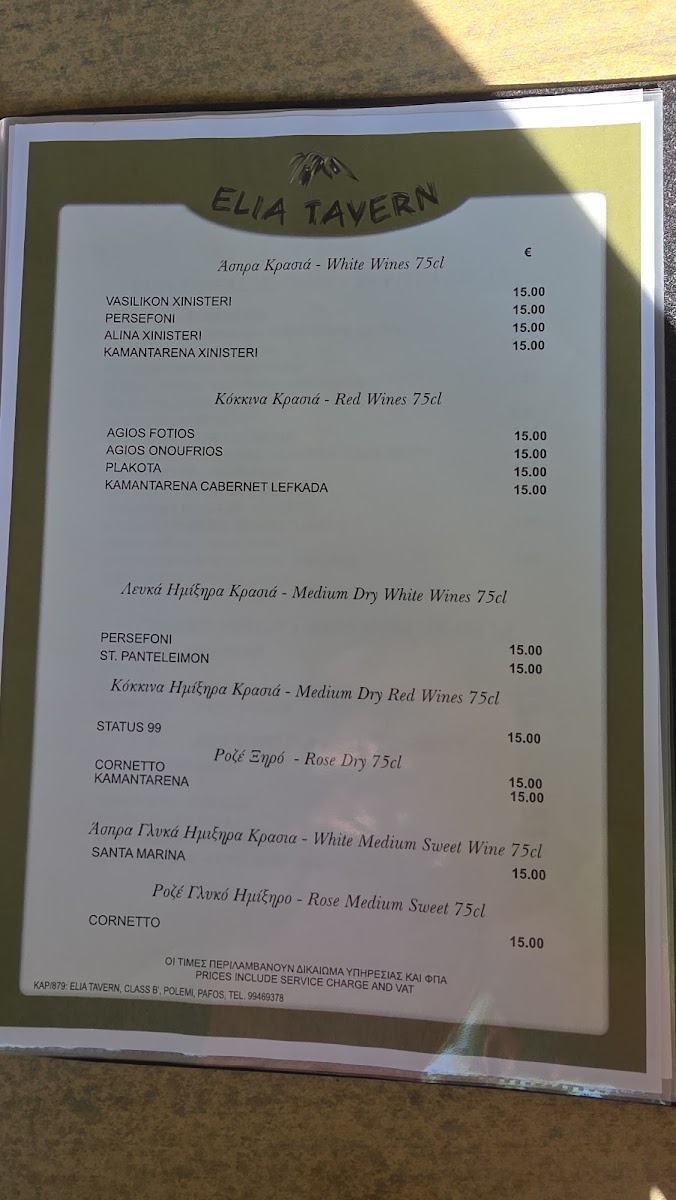 ELIA TAVERN
€
Άσπρα Κρασιά - White Wines 75cl
VASILIKON XINISTERI 15.00
PERSEFONI 15.00
ALINA XINISTERI 15.00
KAMANTARENA XINISTERI 15.00
Κόκκινα Κρασιά - Red Wines 75cl
AGIOS FOTIOS 15.00
AGIOS ONOUFRIOS 15.00
PLAKOTA 15.00
KAMANTARENA CABERNET LEFKADA 15.00
Λευκά Ημίξηρα Κρασιά - Medium Dry White Wines 75cl
PERSEFONI 15.00
ST. PANTELEIMON 15.00
Κόκκινα Ημίξηρα Κρασιά - Medium Dry Red Wines 75cl
STATUS 99 15.00
Ροζέ Ξηρό - Rose Dry 75cl
CORNETTO 15.00
KAMANTARENA 15.00
Άσπρα Γλυκά Ημιξηρα Κρασια - White Medium Sweet Wine 75cl
SANTA MARINA 15.00
Ροζέ Γλυκό Ημίξηρο - Rose Medium Sweet 75cl
CORNETTO 15.00
ΟΙ ΤΙΜΕΣ ΠΕΡΙΛΑΜΒΑΝΟΥΝ ΔΙΚΑΙΩΜΑ ΥΠΗΡΕΣΙΑΣ ΚΑΙ ΦΠΑ
PRICES INCLUDE SERVICE CHARGE AND VAT
KAP/879: ELIA TAVERN, CLASS B', POLEMI, PAFOS, TEL. 99469378